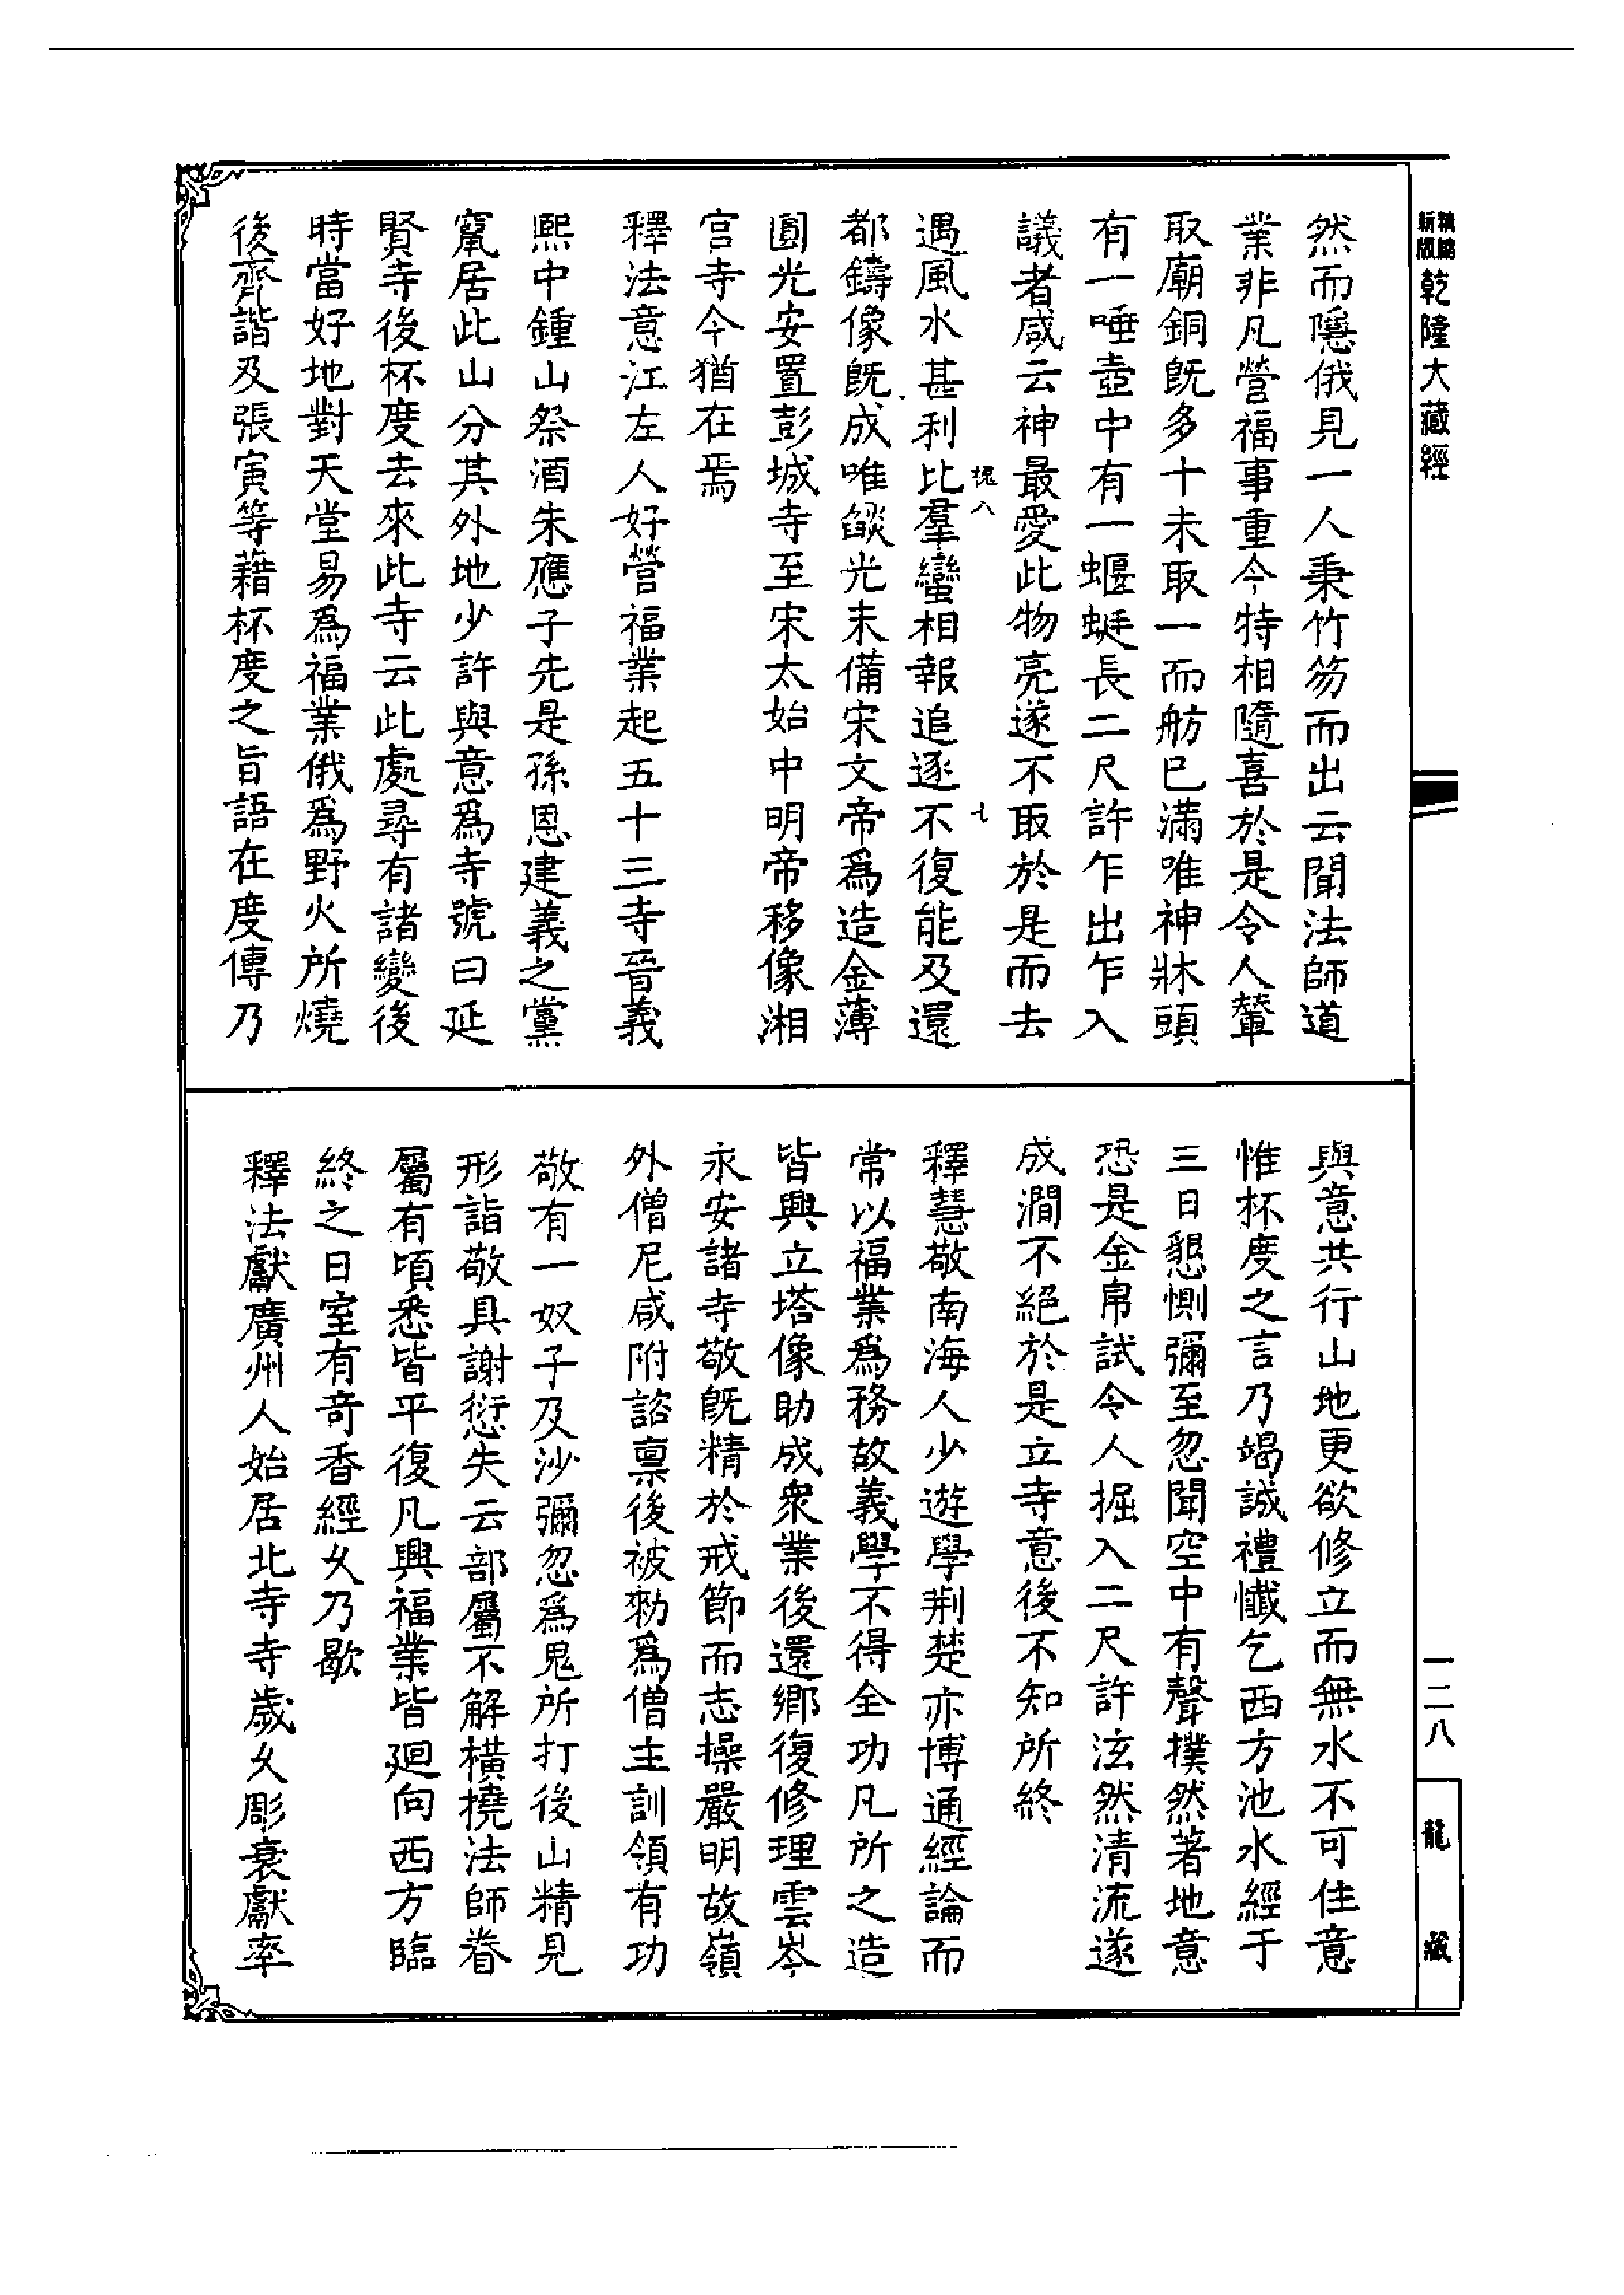 精編
新版
乾隆大藏經
然而隱俄見一人秉竹笏而出云聞法師道
業非凡營福事重今特相隨喜於是令人輦
取廟銅既多十未取一而舫已滿唯神牀頭
有一唾壺中有一蝘蜓長二尺許乍出乍入
議者咸云神最愛此物亮遂不取於是而去
槐八
七
遇風水甚利比羣蠻相報追逐不復能及還
都鑄像既成唯燄光未備宋文帝爲造金薄
圓光安置彭城寺至宋太始中明帝移像湘
宫寺今猶在焉
釋法意江左人好營福業起五十三寺晉義
熙中鍾山祭酒朱應子先是孫恩建義之黨
竄居此山分其外地少許與意爲寺號曰延
賢寺後杯度去來此寺云此處尋有諸變後
時當好地對天堂易爲福業俄爲野火所燒
後齊諧及張寅等藉杯度之旨語在度傳乃
與意共行山地更欲修立而無水不可住意
惟杯度之言乃竭誠禮懺乞西方池水經于
三日懇惻彌至忽聞空中有聲撲然著地意
恐是金帛試令人掘入二尺許泫然清流遂
成澗不絕於是立寺意後不知所終
釋慧敬南海人少遊學荆楚亦博通經論而
常以福業爲務故義學不得全功凡所之造
皆興立塔像助成衆業後還鄉復修理雲岑
永安諸寺敬既精於戒節而志操嚴明故嶺
外僧尼咸附諮禀後被勑爲僧主訓領有功
敬有一奴子及沙彌忽爲鬼所打後山精見
形詣敬具謝愆失云部屬不解橫撓法師眷
屬有頃悉皆平復凡興福業皆廻向西方臨
終之日室有奇香經久乃歇
釋法獻廣州人始居北寺寺歲久彫衰獻率
一二八
龍藏